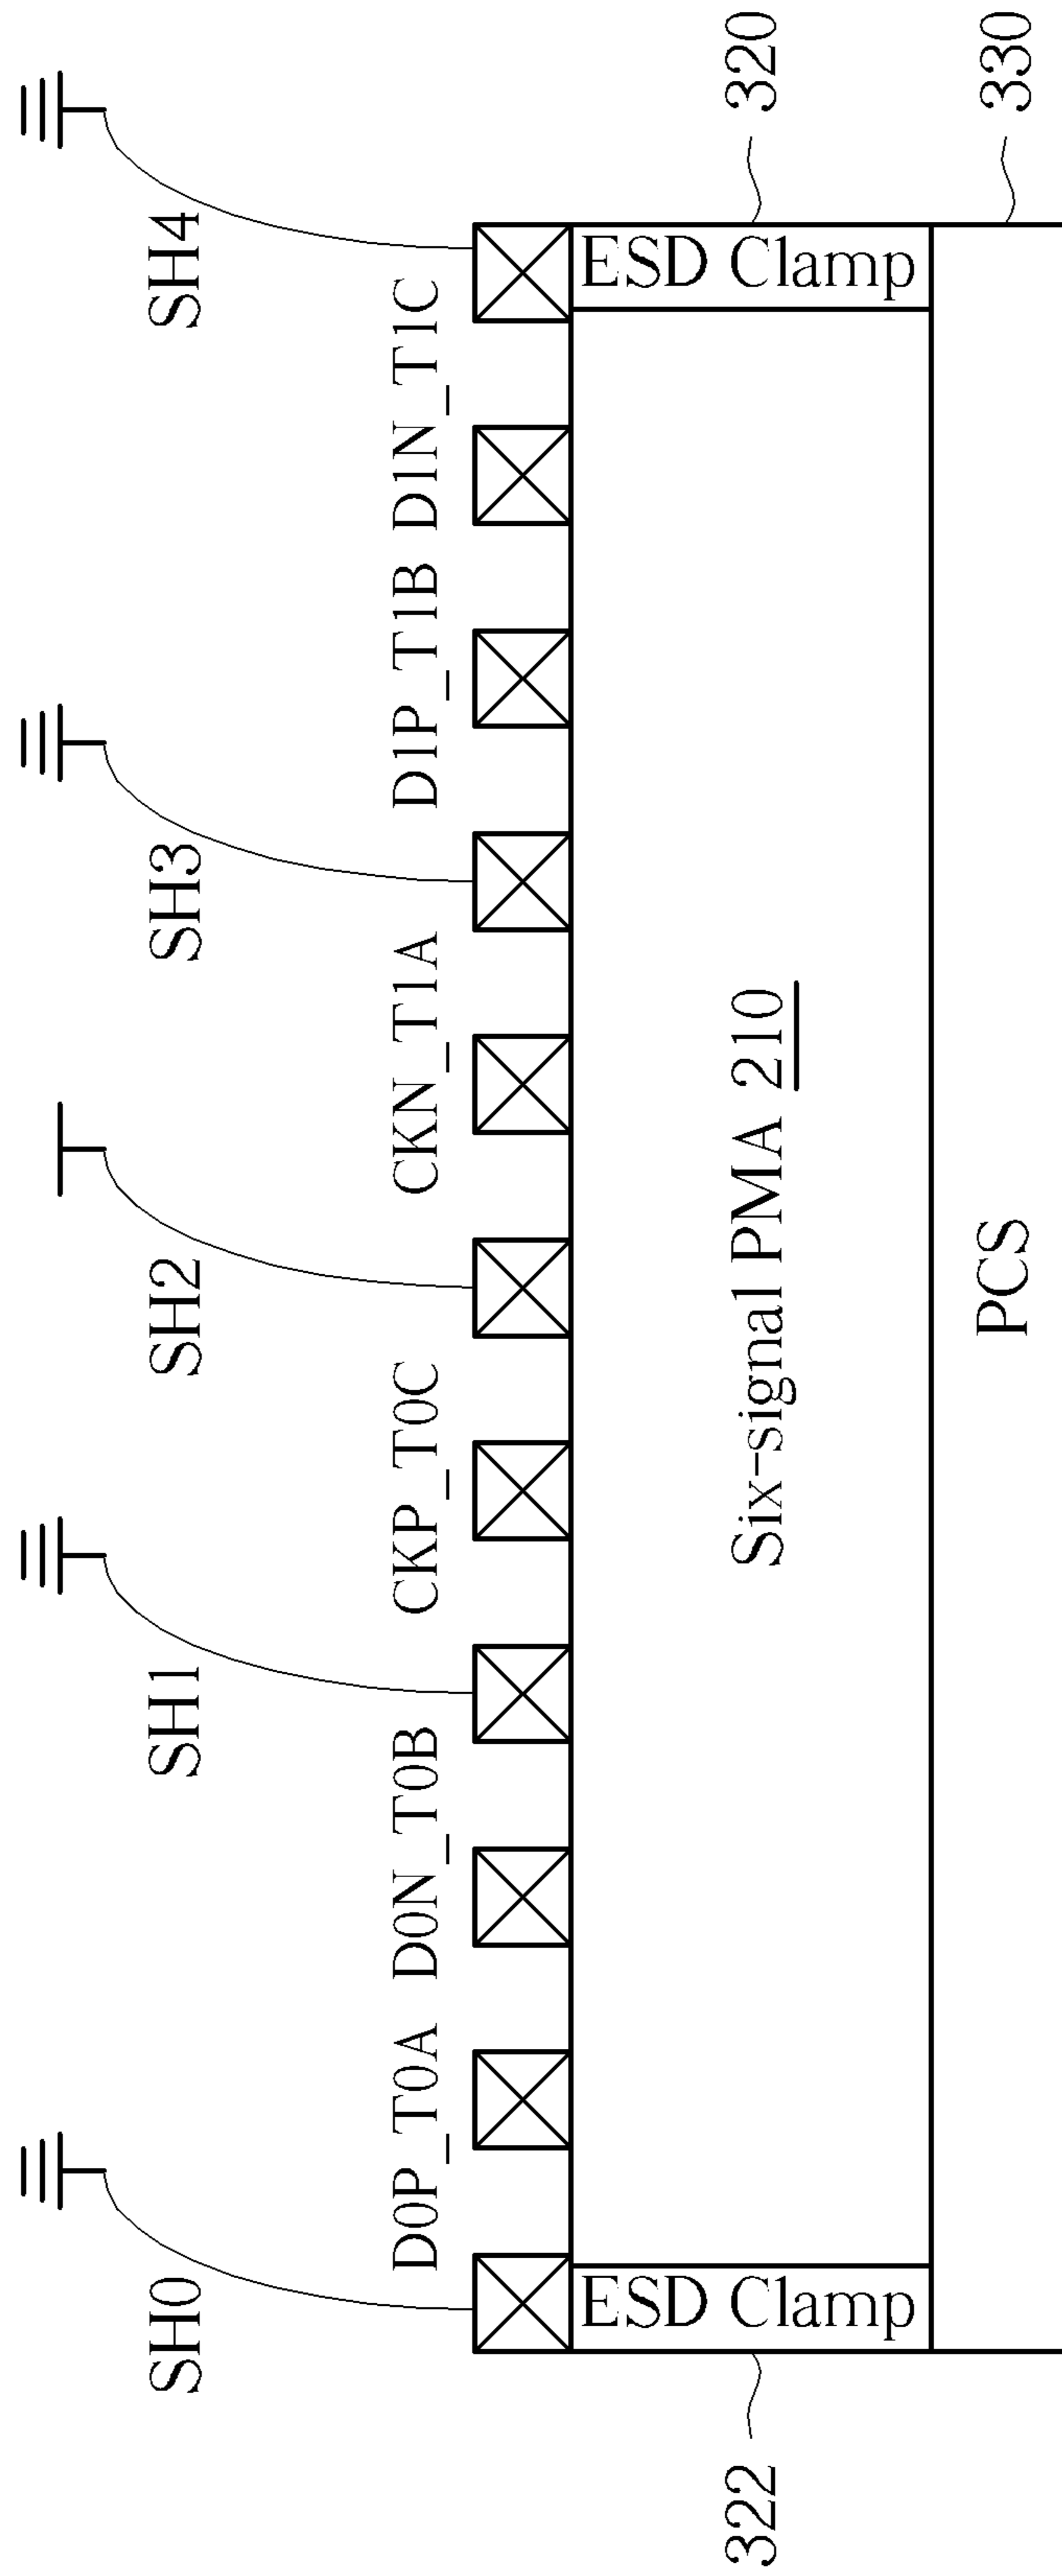 SH0
SH1
SH2
SH3
SH4
D0P_T0A
D0N_T0B
CKP_T0C
CKN_T1A
D1P_T1B
D1N_T1C
322
ESD Clamp
Six-signal PMA 210
ESD Clamp
320
PCS
330